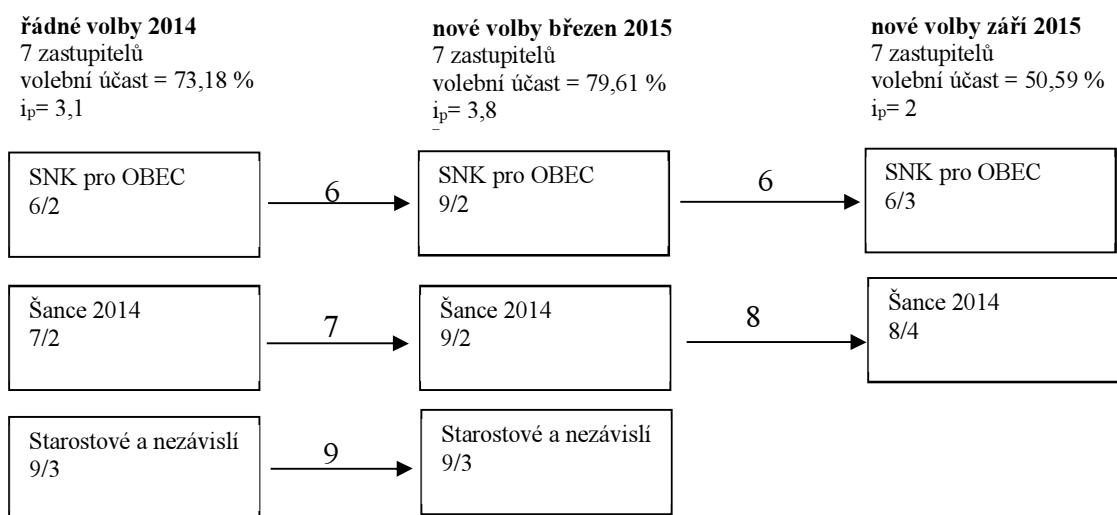 řádné volby 2014
7 zastupitelů
volební účast = 73,18 %
ip= 3,1
nové volby březen 2015
7 zastupitelů
volební účast = 79,61 %
ip= 3,8
nové volby září 2015
7 zastupitelů
volební účast = 50,59 %
ip= 2
SNK pro OBEC
6/2
6
SNK pro OBEC
9/2
6
SNK pro OBEC
6/3
Šance 2014
7/2
7
Šance 2014
9/2
8
Šance 2014
8/4
Starostové a nezávislí
9/3
9
Starostové a nezávislí
9/3